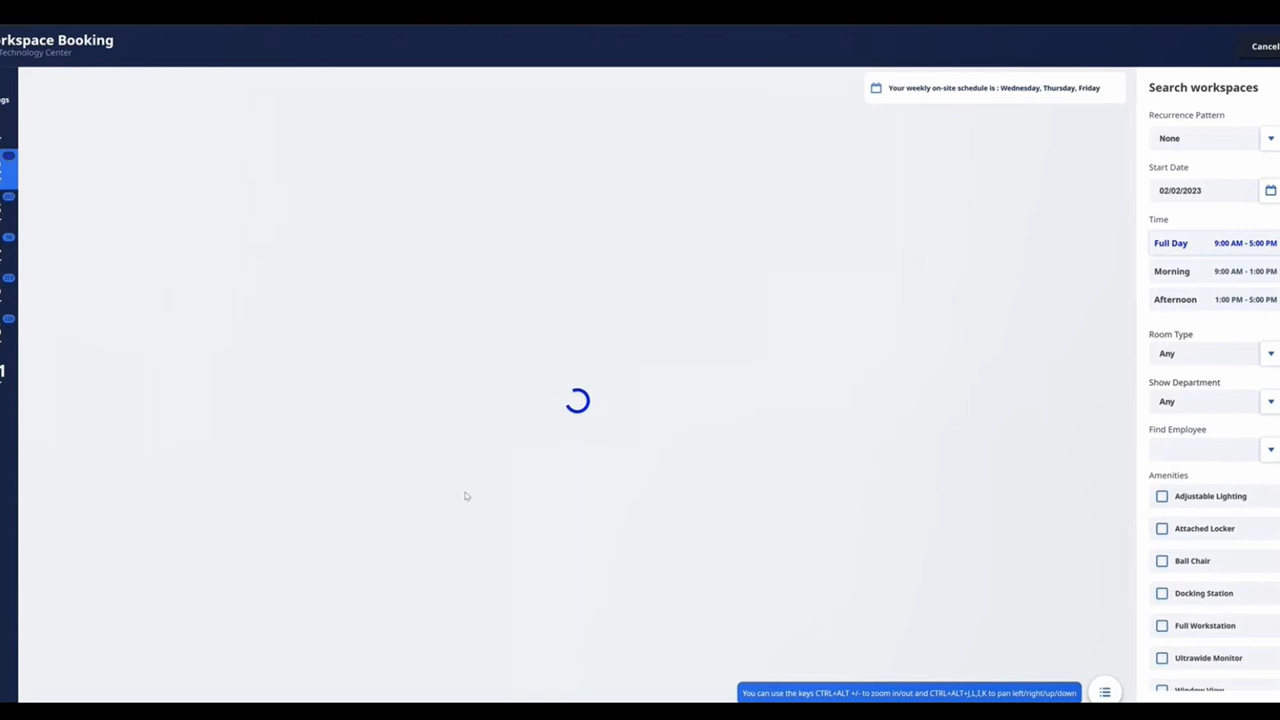 rkspace Booking
Technology Center
Cancel
gs
Your weekly on-site schedule is : Wednesday, Thursday, Friday
Search workspaces
Recurrence Pattern
None
Start Date
02/02/2023
Time
Full Day 9:00 AM - 5:00 PM
Morning 9:00 AM - 1:00 PM
Afternoon 1:00 PM - 5:00 PM
Room Type
Any
Show Department
Any
Find Employee
1
Amenities
Adjustable Lighting
Attached Locker
Ball Chair
Docking Station
Full Workstation
Ultrawide Monitor
Window View
You can use the keys CTRL+ALT +/- to zoom in/out and CTRL+ALT+J,L,I,K to pan left/right/up/down